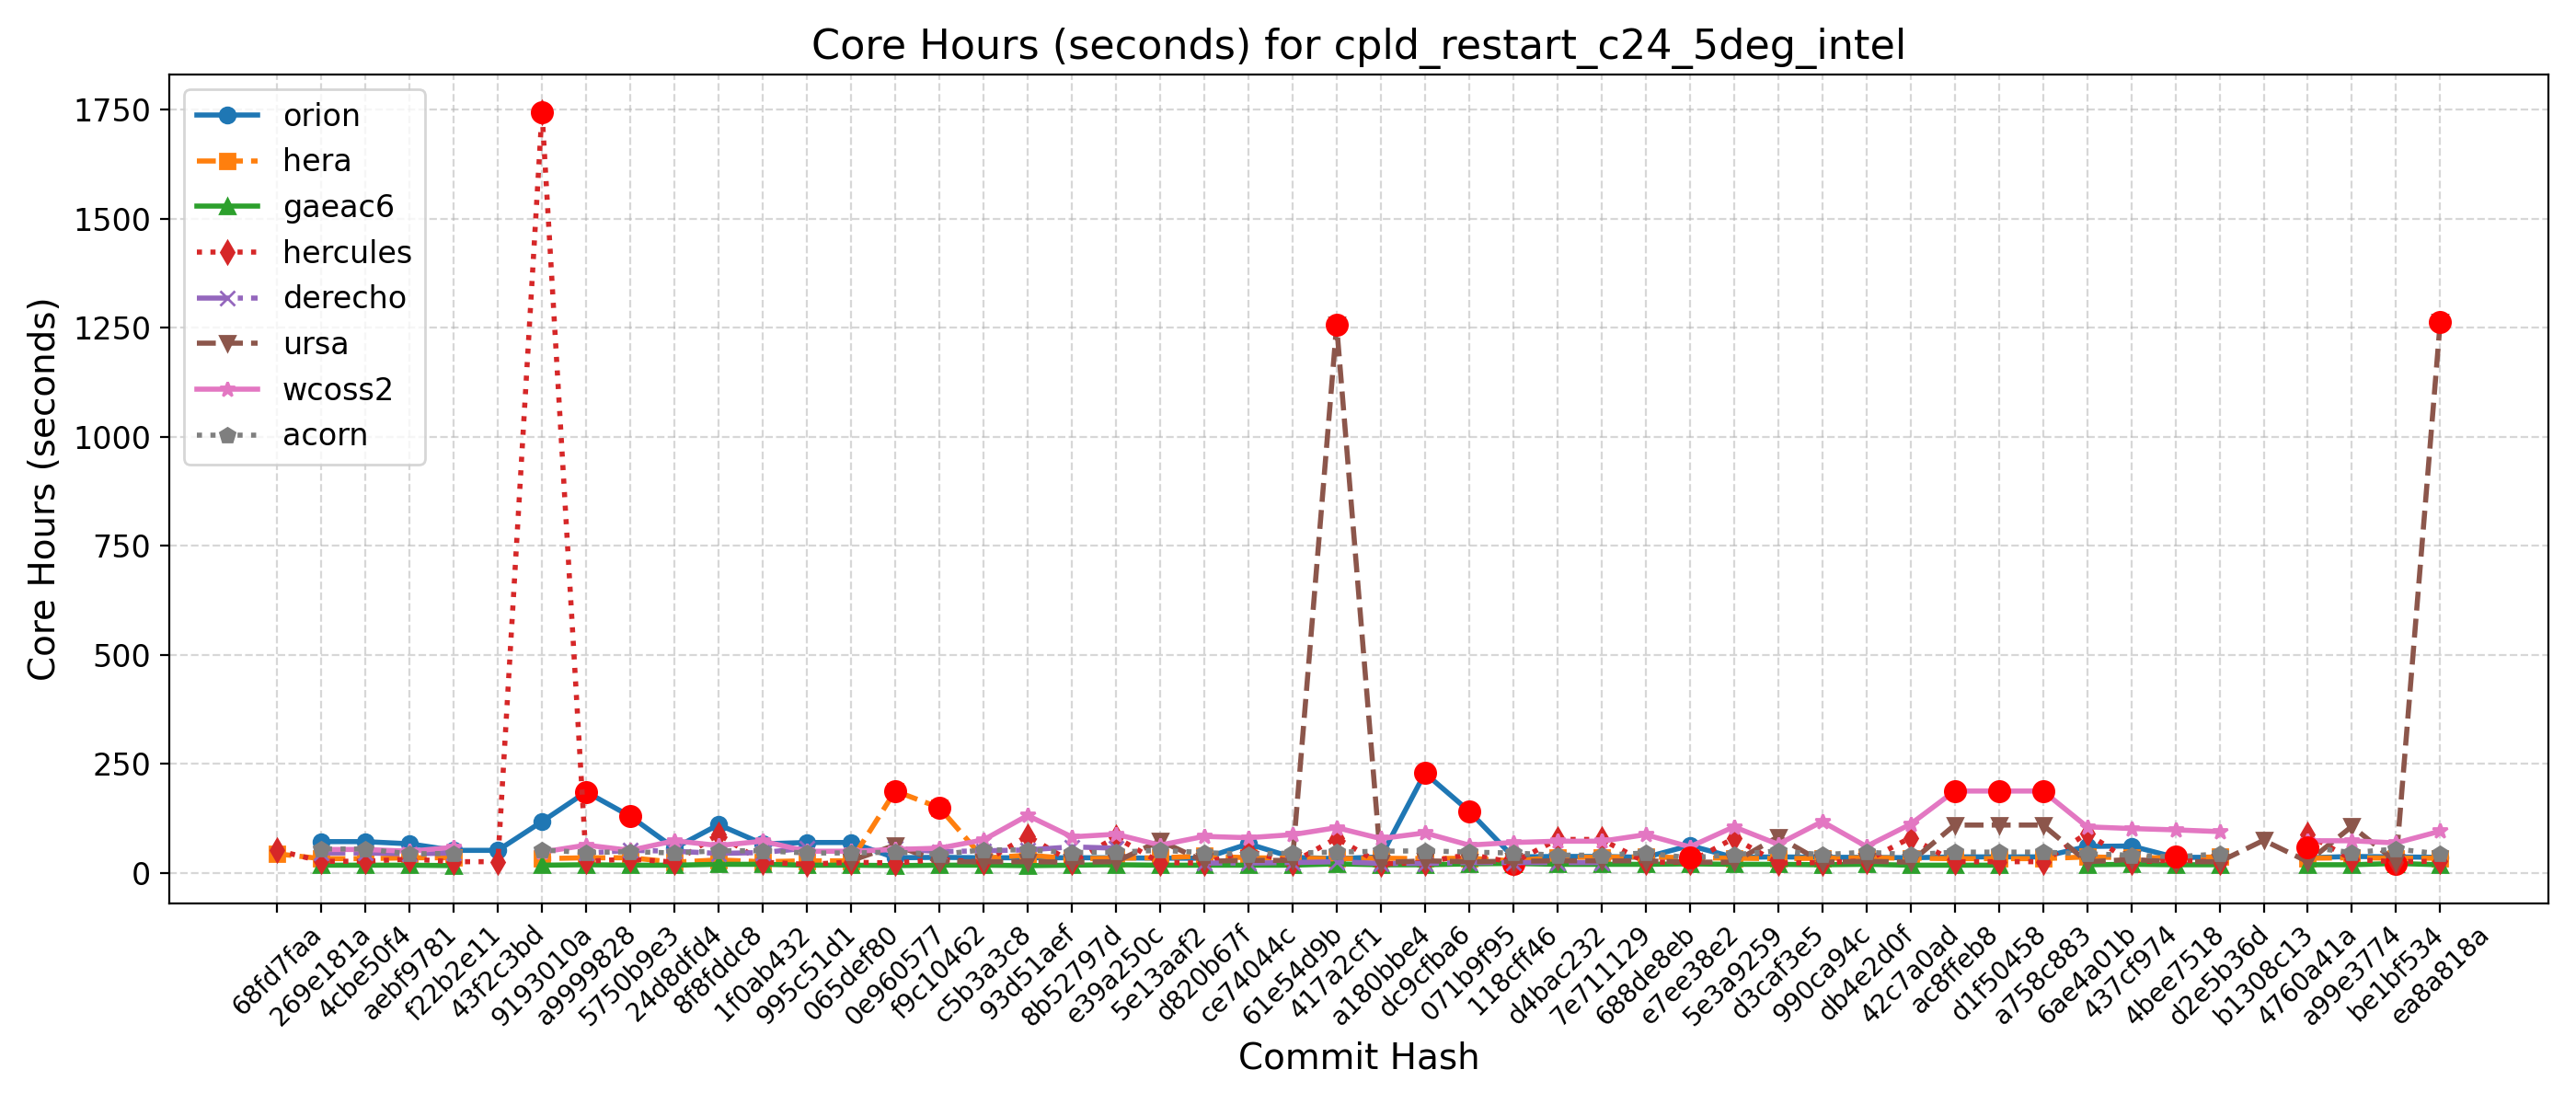 Core Hours (seconds) for cpld_restart_c24_5deg_intel
Core Hours (seconds)
1750
1500
1250
1000
750
500
250
0
orion
hera
gaeac6
hercules
derecho
ursa
wcoss2
acorn
68fd7faa
269e181a
4cbe50f4
aebf9781
f22b2e11
43f2c3bd
9193010a
a9999828
5750b9e3
24d8dfd4
8f8fddc8
1f0ab432
995c51d1
065def80
0e960577
f9c10462
c5b3a3c8
93d51aef
8b52797d
e39a250c
5e13aaf2
d820b67f
ce74044c
61e54d9b
417a2cf1
a180bbe4
dc9cfba6
071b9f95
118cff46
d4bac232
7e711129
688de8eb
e7ee38e2
5e3a9259
d3caf3e5
990ca94c
db4e2d0f
42c7a0ad
ac8ffeb8
d1f50458
a758c883
6ae4a01b
437cf974
4bee7518
d2e5b36d
b1308c13
4760a41a
a99e3774
be1bf534
ea8a818a
Commit Hash